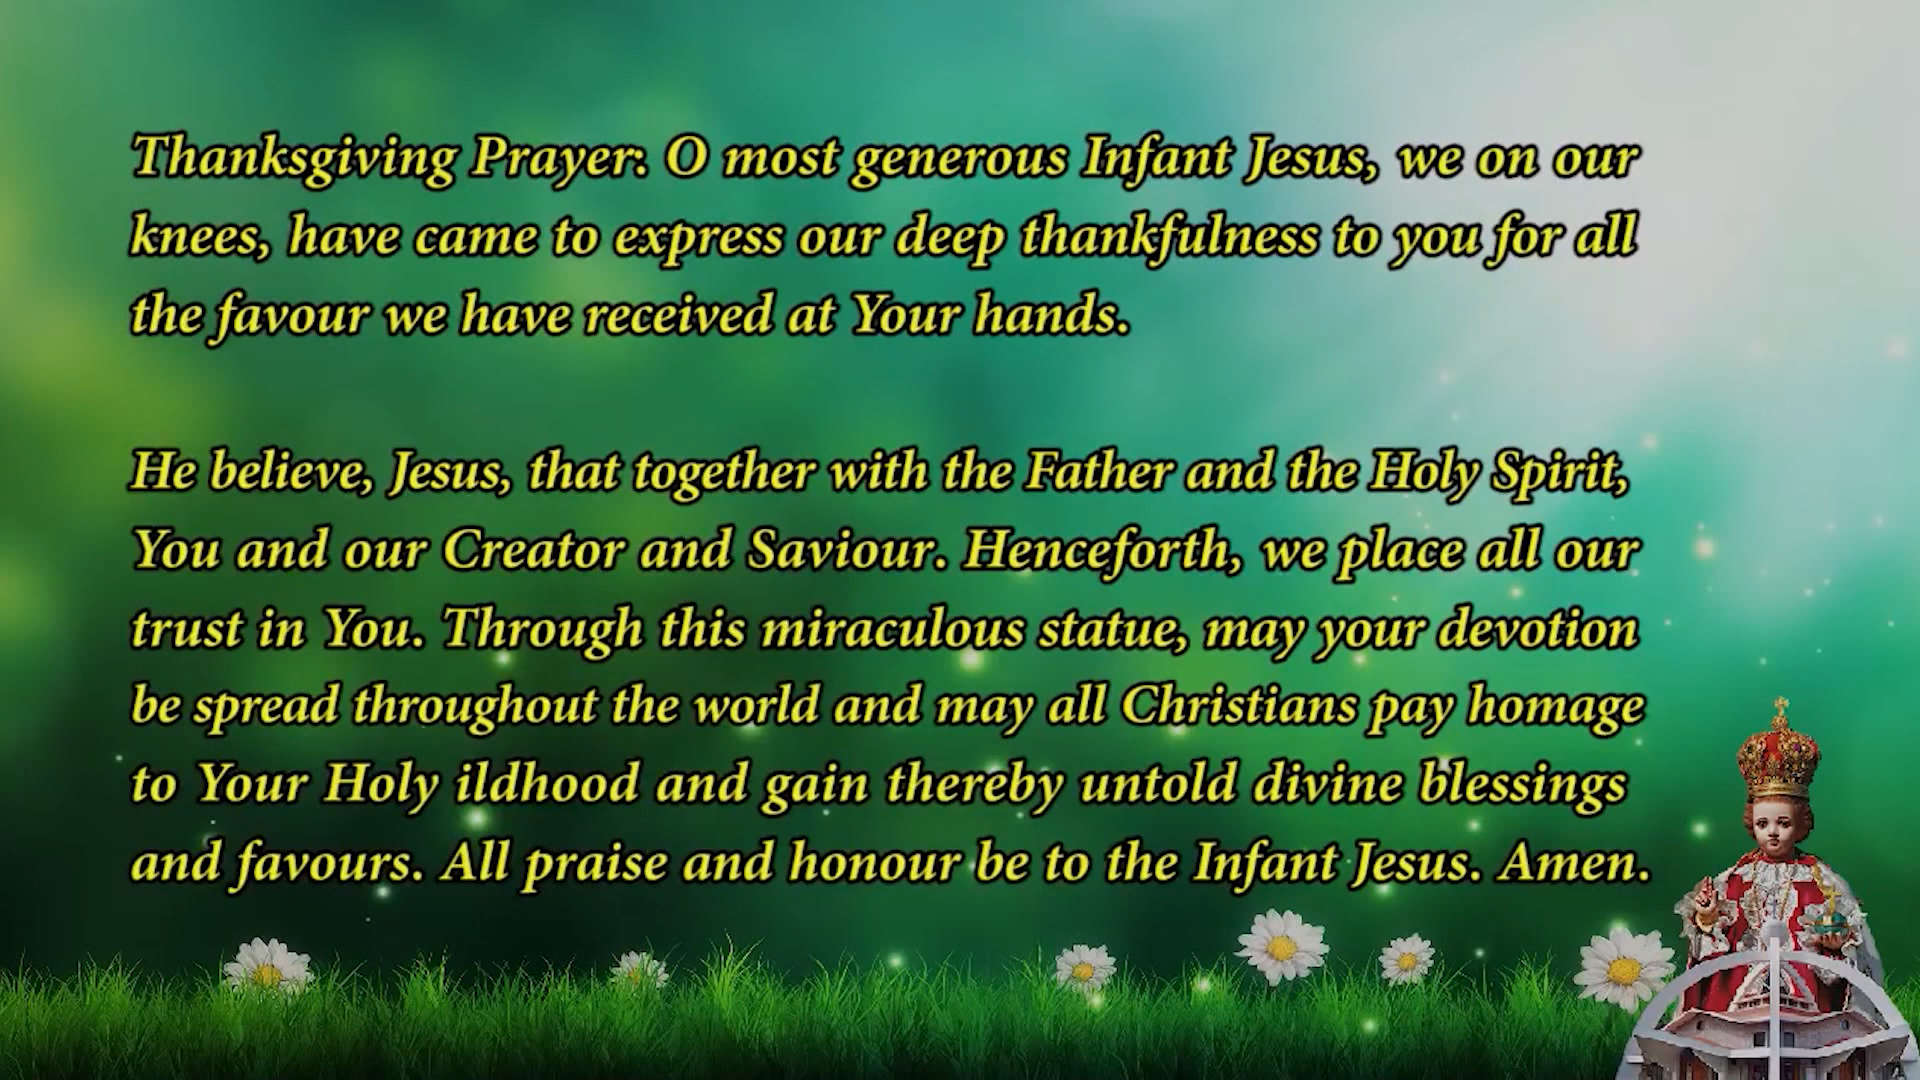 Thanksgiving Prayer: O most generous Infant Jesus, we on our
knees, have came to express our deep thankfulness to you for all
the favour we have received at Your hands.
He believe, Jesus, that together with the Father and the Holy Spirit,
You and our Creator and Saviour. Henceforth, we place all our
trust in You. Through this miraculous statue, may your devotion
be spread throughout the world and may all Christians pay homage
to Your Holy ildhood and gain thereby untold divine blessings
and favours. All praise and honour be to the Infant Jesus. Amen.